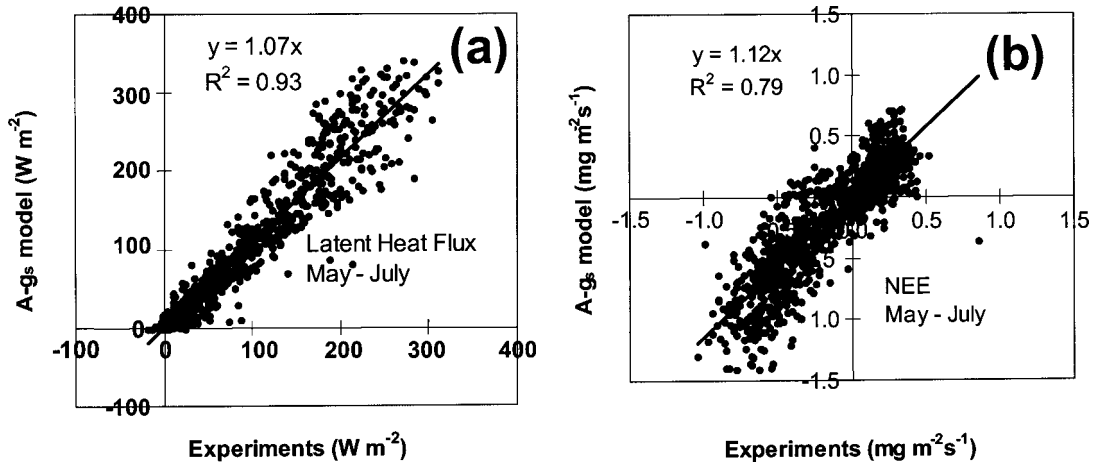 400
300
200
100
0
-100
-100
0
100
200
300
400
y = 1.07x
R² = 0.93
(a)
Latent Heat Flux
May - July
A-gs model (W m⁻²)
Experiments (W m⁻²)
1.5
1.0
0.5
-1.5
-1.0
0.5
1.0
1.5
1.0
-1.5
y = 1.12x
R² = 0.79
(b)
NEE
May - July
A-gs model (mg m⁻²s⁻¹)
Experiments (mg m⁻²s⁻¹)